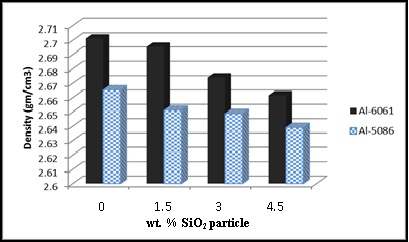 2.71
2.7
2.69
2.68
2.67
2.66
2.65
2.64
2.63
2.62
2.61
2.6
Density (gm/cm3)
0 1.5 3 4.5
wt. % SiO2 particle
Al-6061
Al-5086